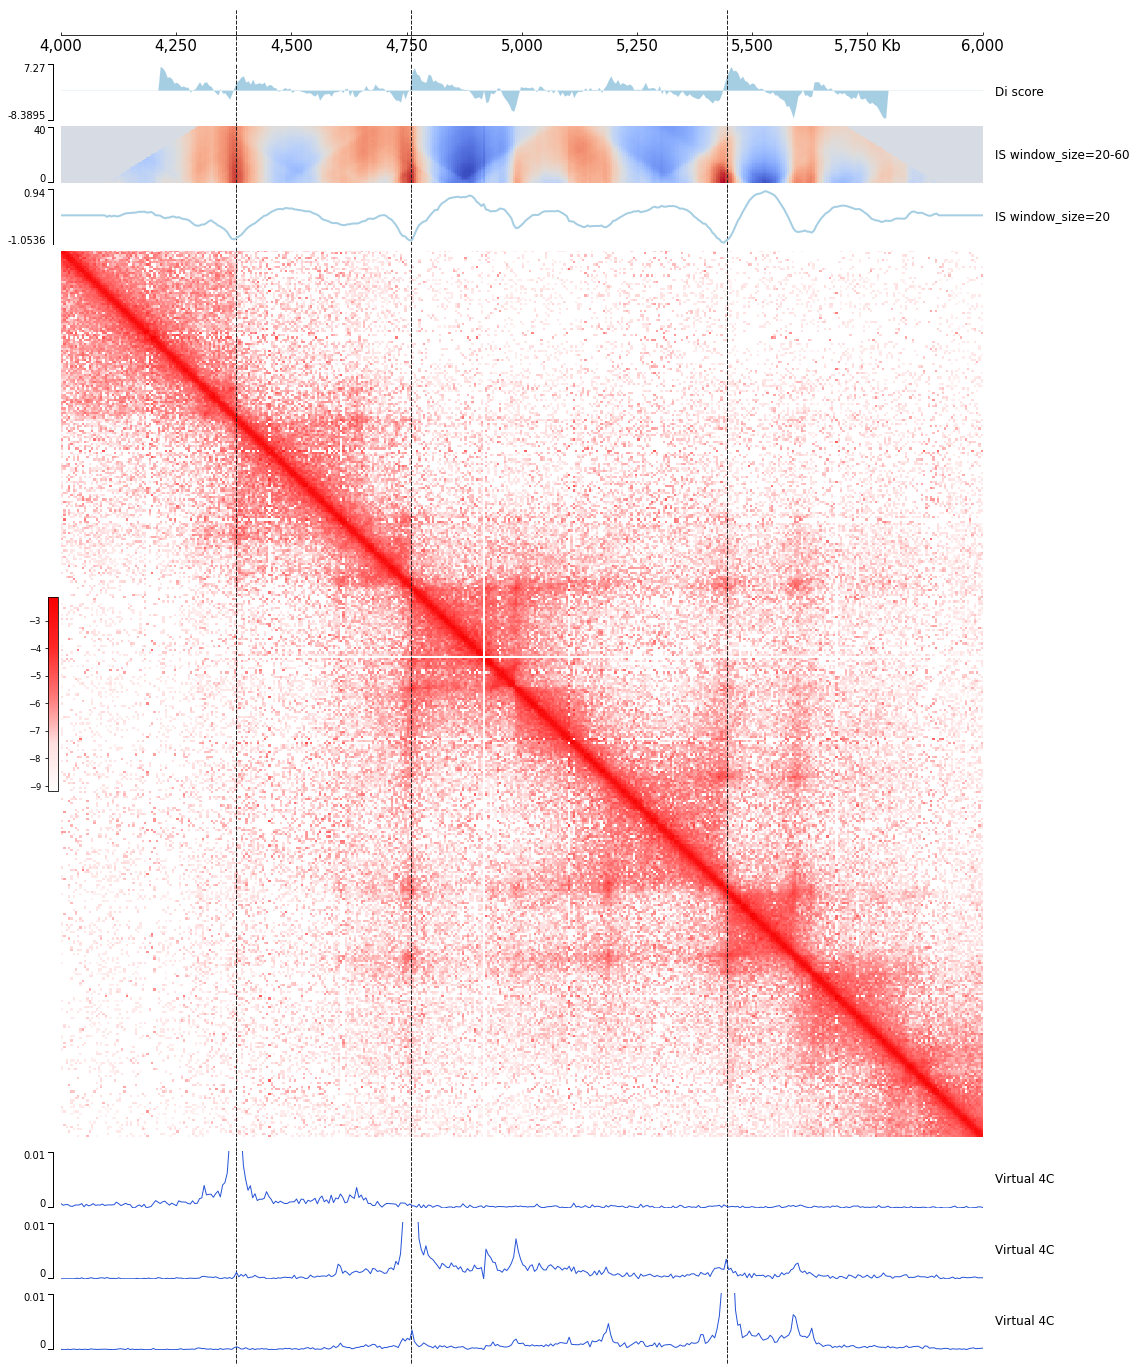 4,000 4,250 4,500 4,750 5,000 5,250 5,500 5,750 Kb 6,000
7.27
Di score
-8.3895
40
IS window_size=20-60
0
0.94
IS window_size=20
-1.0536
−3
−4
−5
−6
−7
−8
−9
0.01
Virtual 4C
0
0.01
Virtual 4C
0
0.01
Virtual 4C
0